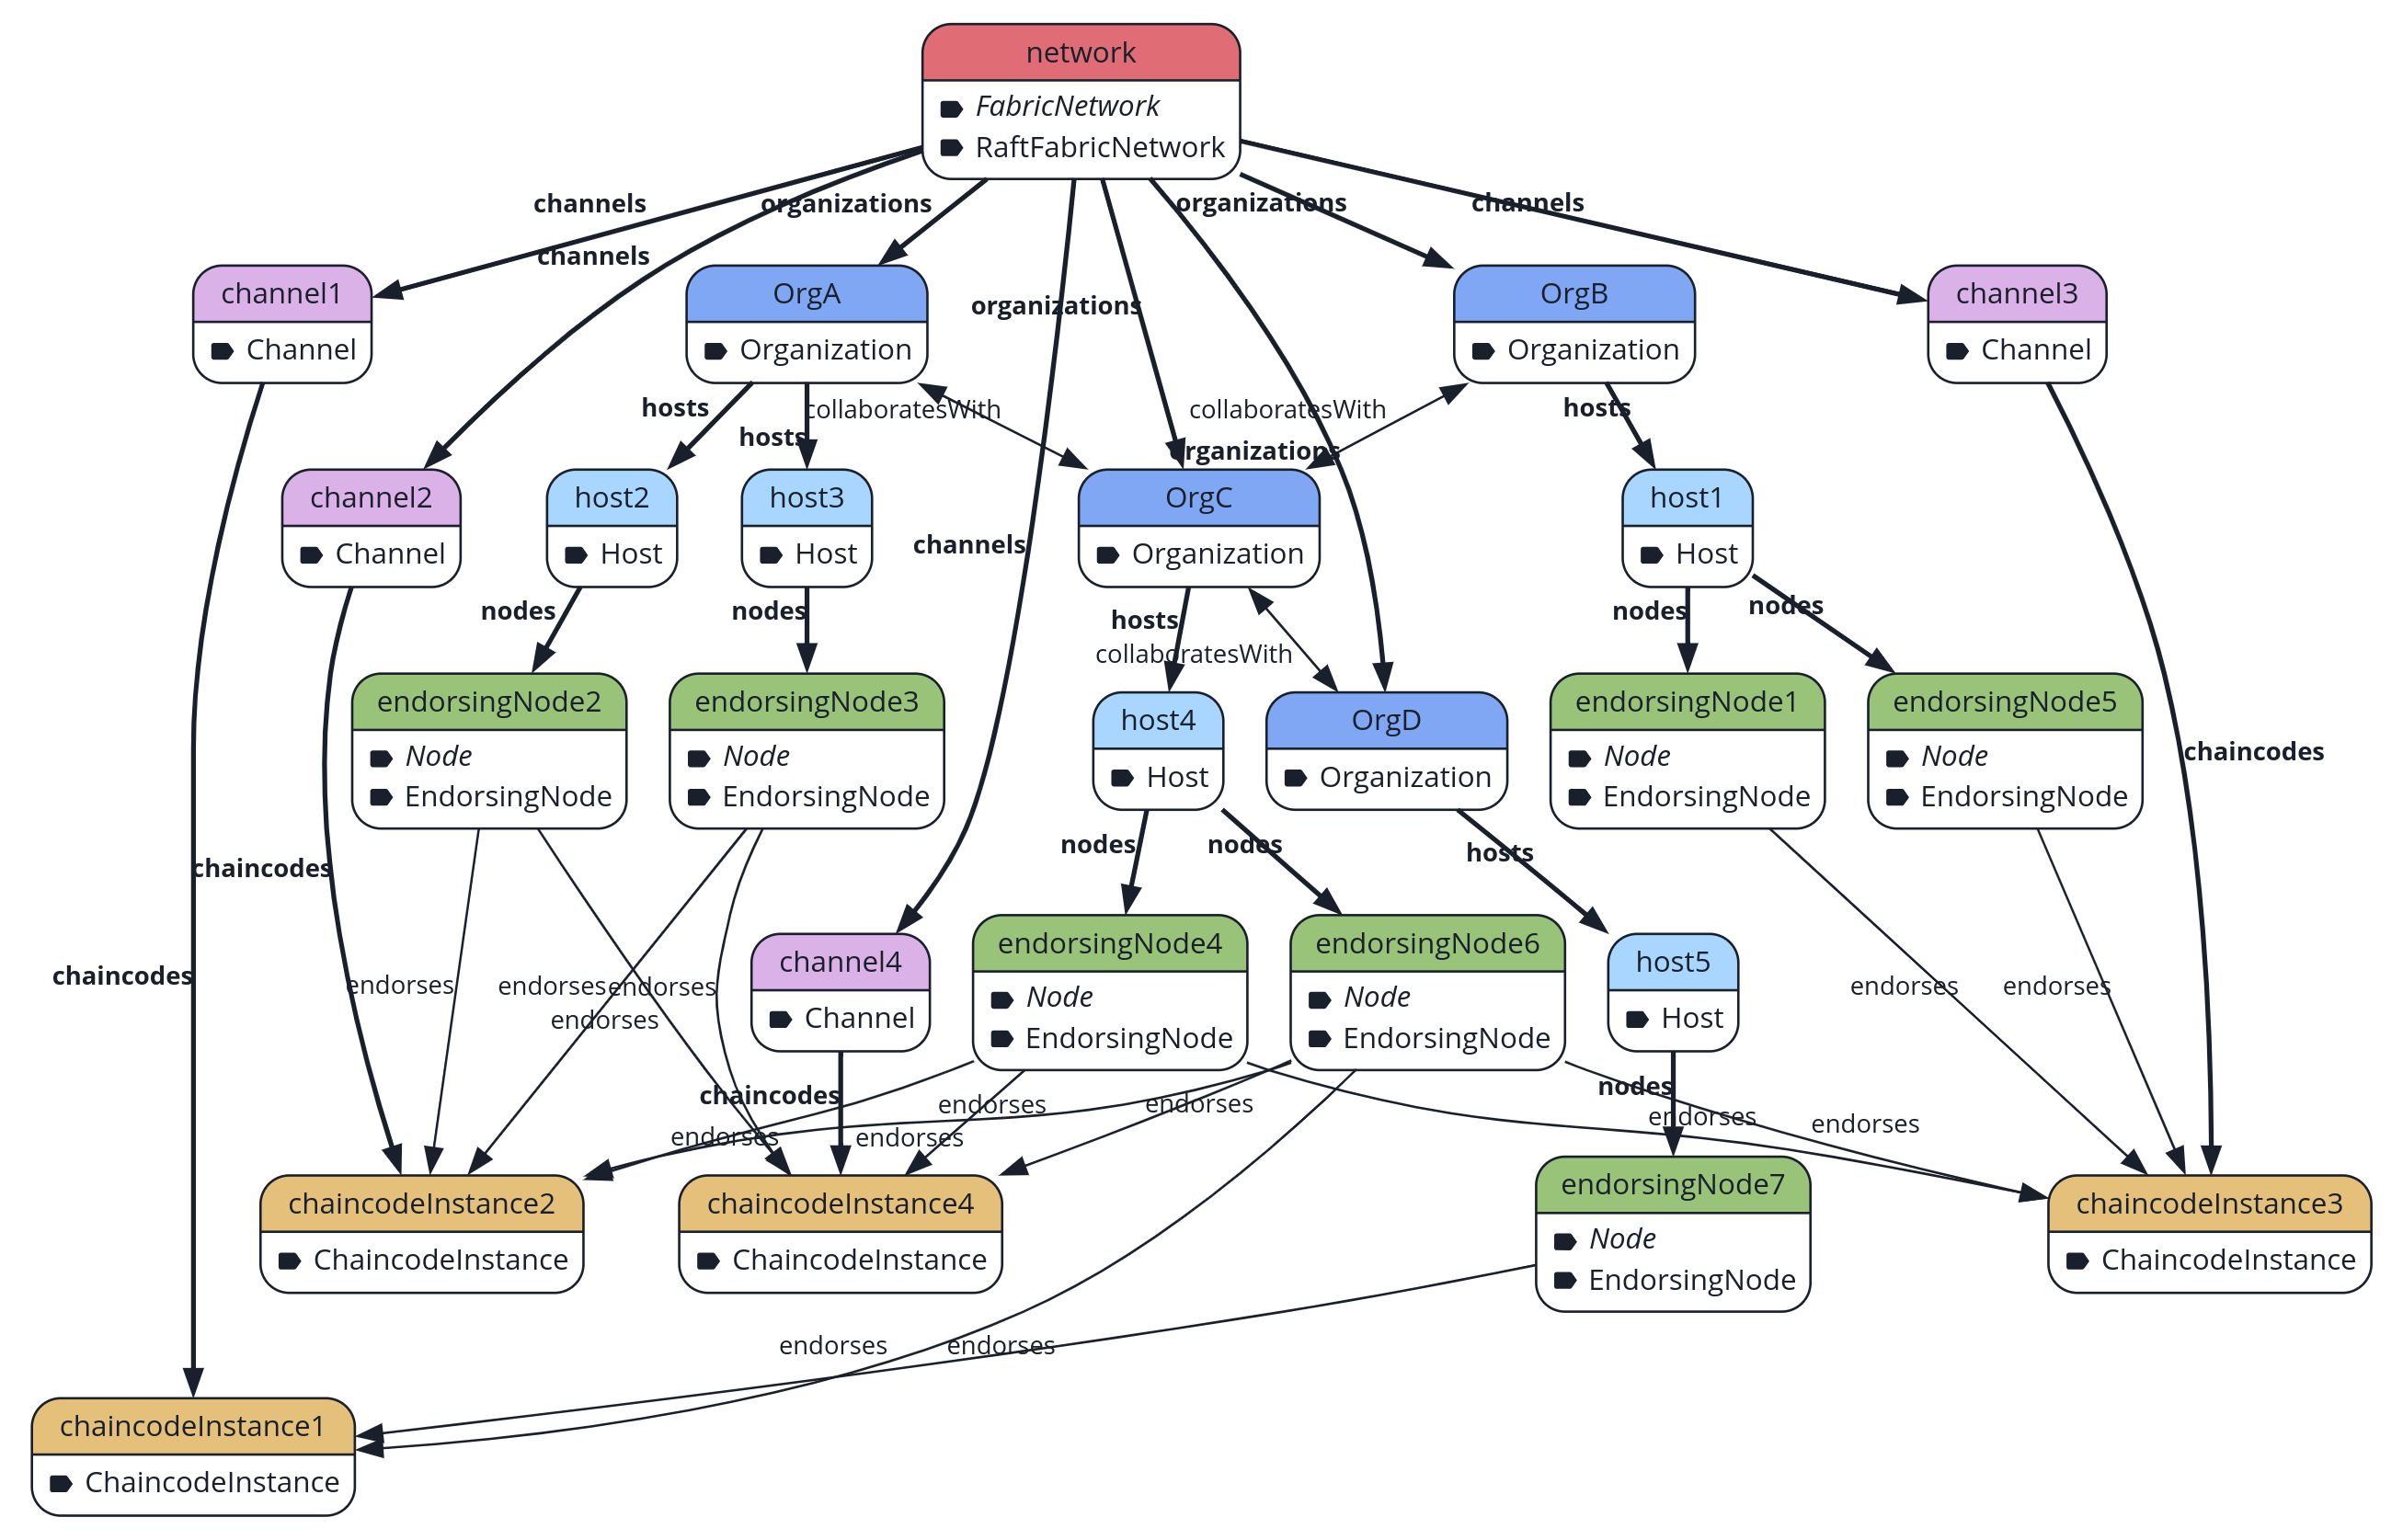 network
FabricNetwork
RaftFabricNetwork
channels
organizations
organizations
channels
channels
channel1
Channel
OrgA
Organization
OrgB
Organization
channel3
Channel
organizations
hosts
collaboratesWith
collaboratesWith
hosts
hosts
organizations
channel2
Channel
host2
Host
host3
Host
OrgC
Organization
host1
Host
channels
nodes
nodes
hosts
nodes
nodes
collaboratesWith
endorsingNode2
Node
EndorsingNode
endorsingNode3
Node
EndorsingNode
host4
Host
OrgD
Organization
endorsingNode1
Node
EndorsingNode
endorsingNode5
Node
EndorsingNode
chaincodes
nodes
nodes
hosts
chaincodes
chaincodes
endorses
endorses
endorses
endorses
channel4
Channel
endorsingNode4
Node
EndorsingNode
endorsingNode6
Node
EndorsingNode
host5
Host
endorses
endorses
chaincodes
endorses
endorses
nodes
endorses
endorses
endorses
endorses
chaincodeInstance2
ChaincodeInstance
chaincodeInstance4
ChaincodeInstance
endorsingNode7
Node
EndorsingNode
chaincodeInstance3
ChaincodeInstance
endorses
endorses
chaincodeInstance1
ChaincodeInstance